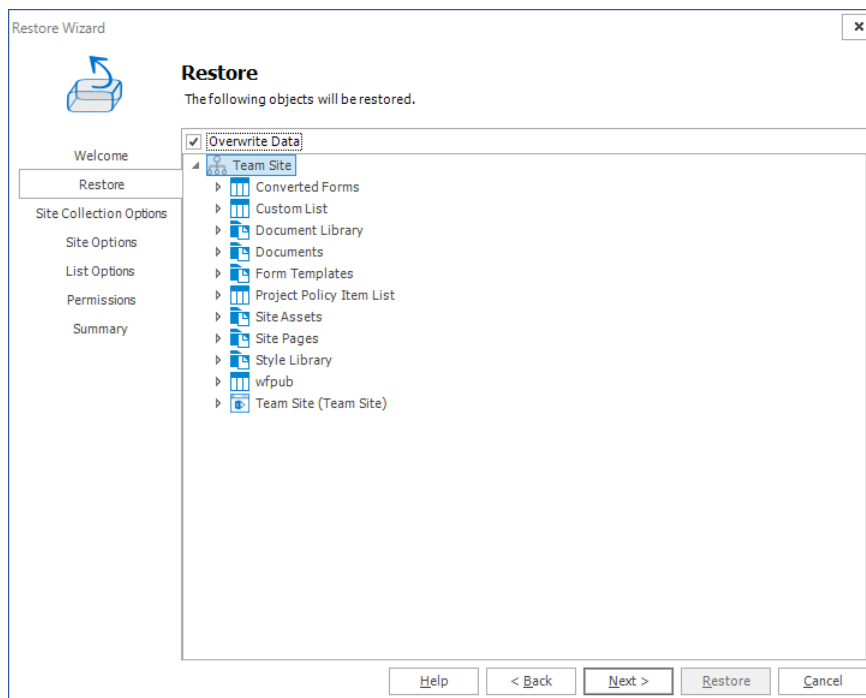 Restore Wizard
Restore
The following objects will be restored.
Welcome
Restore
Site Collection Options
Site Options
List Options
Permissions
Summary
Overwrite Data
Team Site
Converted Forms
Custom List
Document Library
Documents
Form Templates
Project Policy Item List
Site Assets
Site Pages
Style Library
wfpub
Team Site (Team Site)
Help
< Back
Next >
Restore
Cancel